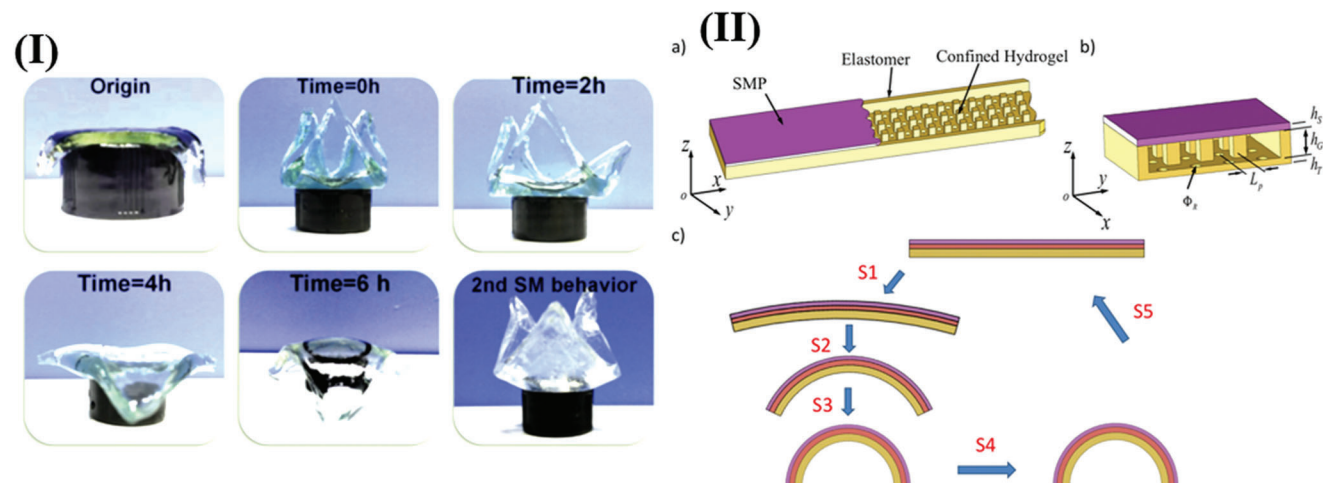 (I)
Origin
Time=0h
Time=2h
Time=4h
Time=6 h
2nd SM behavior
(II)
a)
SMP
Elastomer
Confined Hydrogel
z
o
x
y
b)
h_S
h_G
h_T
L_P
Φ_R
z
o
y
x
c)
S1
S2
S3
S4
S5